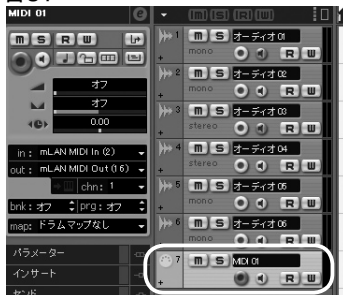 MIDI 01
m S R W
オフ
オフ
0.00
in : mLAN MIDI In (2)
out : mLAN MIDI Out (16)
chn: 1
bnk: オフ prg: オフ
map: ドラムマップなし
パラメーター
インサート
(m) (S) (R) (W)
1 m S オーディオ 01
mono R W
2 m S オーディオ 02
mono R W
3 m S オーディオ 03
stereo R W
4 m S オーディオ 04
stereo R W
5 m S オーディオ 05
mono R W
6 m S オーディオ 06
mono R W
7 m S MIDI 01
R W